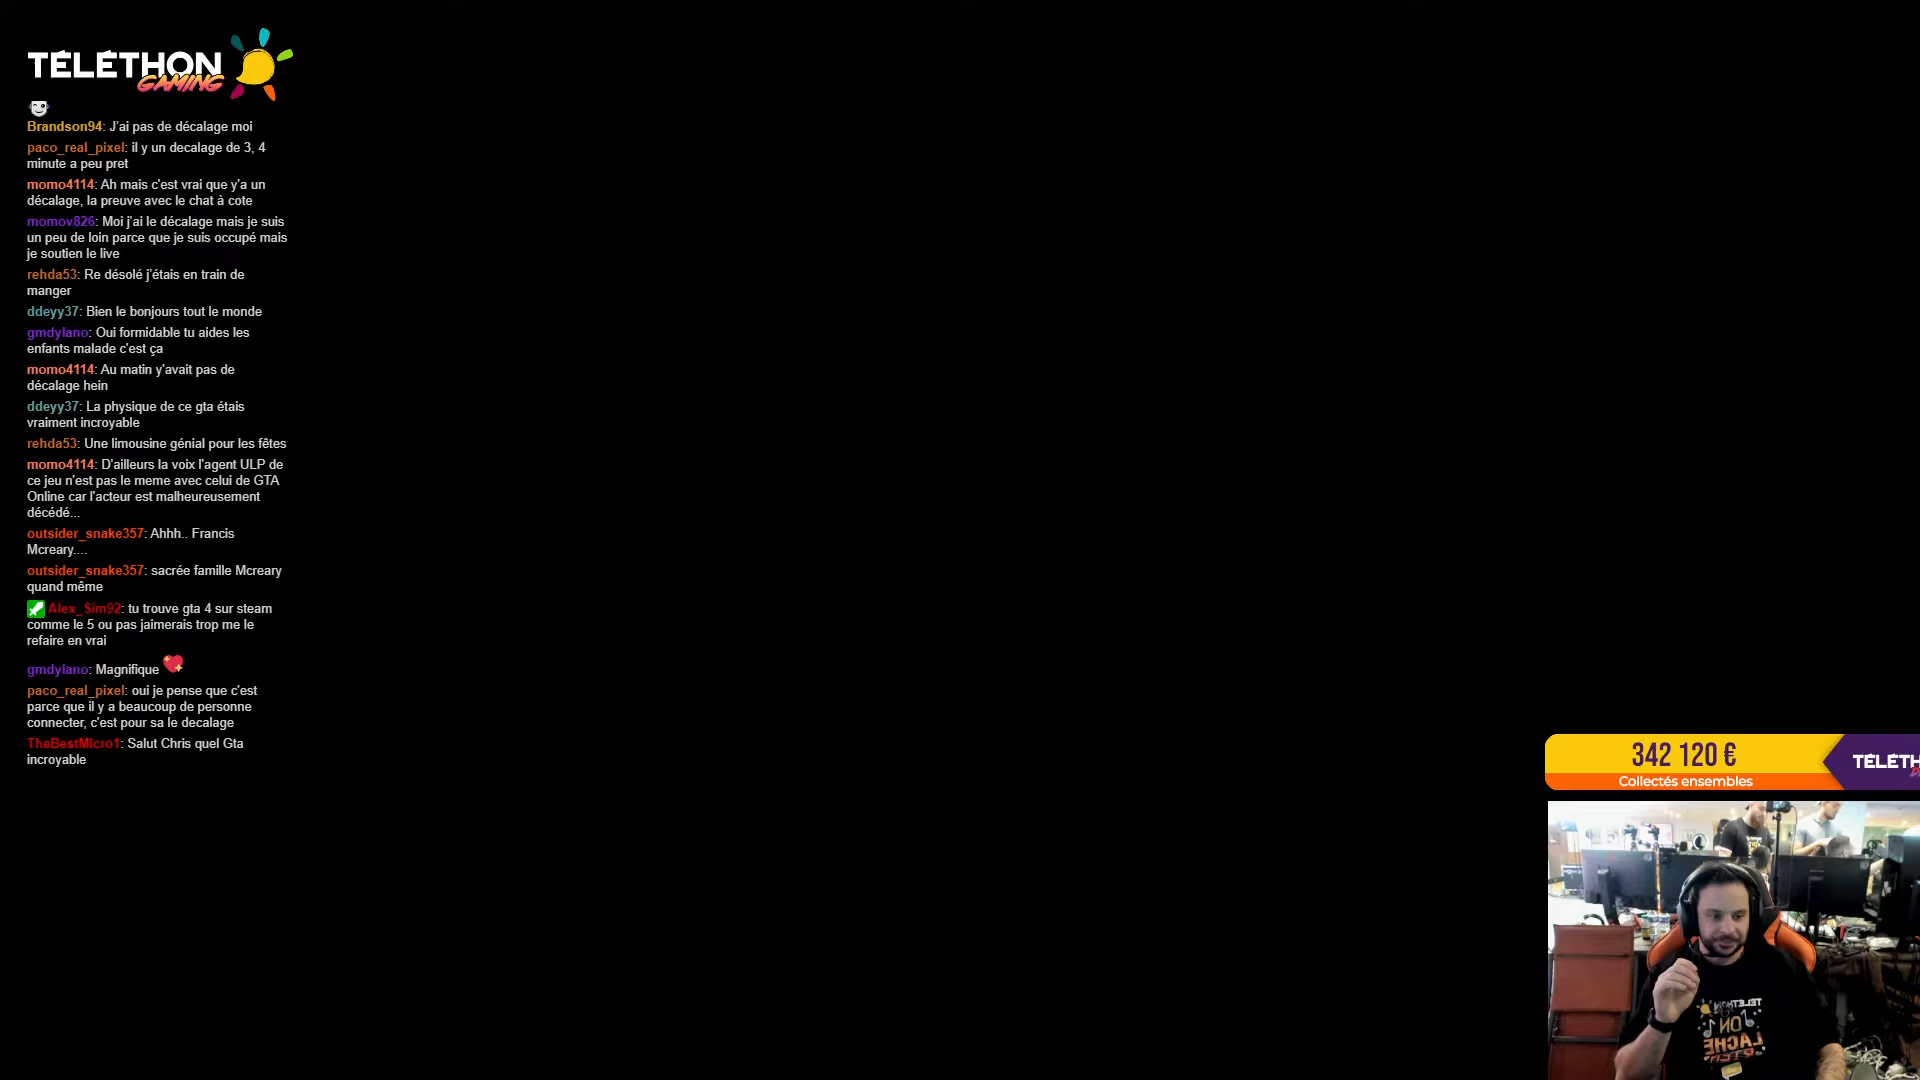 TÉLÉTHON
GAMING
Brandson94: J'ai pas de décalage moi
paco_real_pixel: il y un decalage de 3, 4
minute a peu pret
momo4114: Ah mais c'est vrai que y'a un
décalage, la preuve avec le chat à cote
momov826: Moi j'ai le décalage mais je suis
un peu de loin parce que je suis occupé mais
je soutien le live
rehda53: Re désolé j'étais en train de
manger
ddeyy37: Bien le bonjours tout le monde
gmdylano: Oui formidable tu aides les
enfants malade c'est ça
momo4114: Au matin y'avait pas de
décalage hein
ddeyy37: La physique de ce gta étais
vraiment incroyable
rehda53: Une limousine génial pour les fêtes
momo4114: D'ailleurs la voix l'agent ULP de
ce jeu n'est pas le meme avec celui de GTA
Online car l'acteur est malheureusement
décédé...
outsider_snake357: Ahhh.. Francis
Mcreary....
outsider_snake357: sacrée famille Mcreary
quand même
Alex_Sim92: tu trouve gta 4 sur steam
comme le 5 ou pas jaimerais trop me le
refaire en vrai
gmdylano: Magnifique
paco_real_pixel: oui je pense que c'est
parce que il y a beaucoup de personne
connecter, c'est pour sa le decalage
TheBestMicro1: Salut Chris quel Gta
incroyable
342 120 €
Collectés ensembles
TÉLÉTH
TELETHON
ON
LACHE